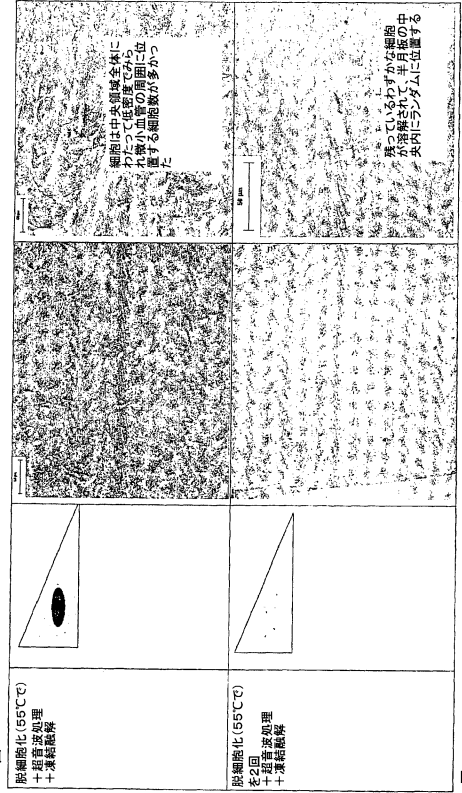 脱細胞化(55℃で)
+超音波処理
+凍結融解
細胞は中央領域全体に
わたって低密度でみら
れ微小血管の周囲に位
置する細胞数が多かっ
た
脱細胞化(55℃で)
を2回
+超音波処理
+凍結融解
50 μm
残っているわずかな細胞
が溶解されて、半月板の中
央内にランダムに位置する